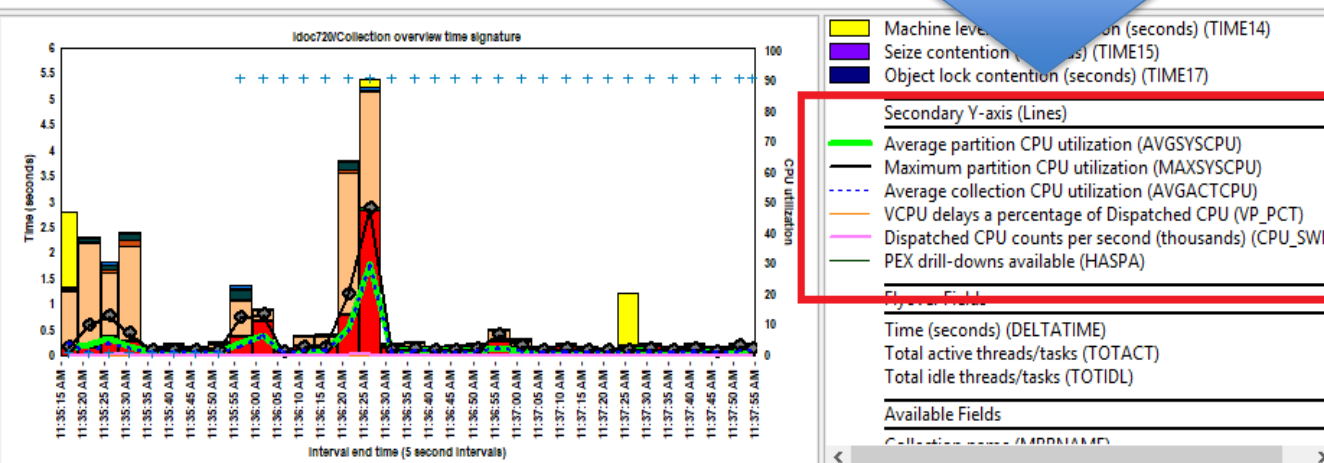 Idoc720/Collection overview time signature
6
5.5
5
4.5
4
3.5
3
2.5
2
1.5
1
0.5
0
Time (seconds)
100
90
80
70
60
50
40
30
20
10
0
CPU utilization
11:35:15 AM
11:35:20 AM
11:35:25 AM
11:35:30 AM
11:35:35 AM
11:35:40 AM
11:35:45 AM
11:35:50 AM
11:35:55 AM
11:36:00 AM
11:36:05 AM
11:36:10 AM
11:36:15 AM
11:36:20 AM
11:36:25 AM
11:36:30 AM
11:36:35 AM
11:36:40 AM
11:36:45 AM
11:36:50 AM
11:36:55 AM
11:37:00 AM
11:37:05 AM
11:37:10 AM
11:37:15 AM
11:37:20 AM
11:37:25 AM
11:37:30 AM
11:37:35 AM
11:37:40 AM
11:37:45 AM
11:37:50 AM
11:37:55 AM
Interval end time (5 second intervals)
Machine (seconds) (TIME14)
Seize contention (TIME15)
Object lock contention (seconds) (TIME17)
Secondary Y-axis (Lines)
Average partition CPU utilization (AVGSYSCPU)
Maximum partition CPU utilization (MAXSYSCPU)
Average collection CPU utilization (AVGACTCPU)
VCPU delays a percentage of Dispatched CPU (VP_PCT)
Dispatched CPU counts per second (thousands)
PEX drill-downs available (HASPA)
Flyover Fields
Time (seconds) (DELTATIME)
Total active threads/tasks (TOTACT)
Total idle threads/tasks (TOTIDL)
Available Fields
Collection name (MBRNAME)